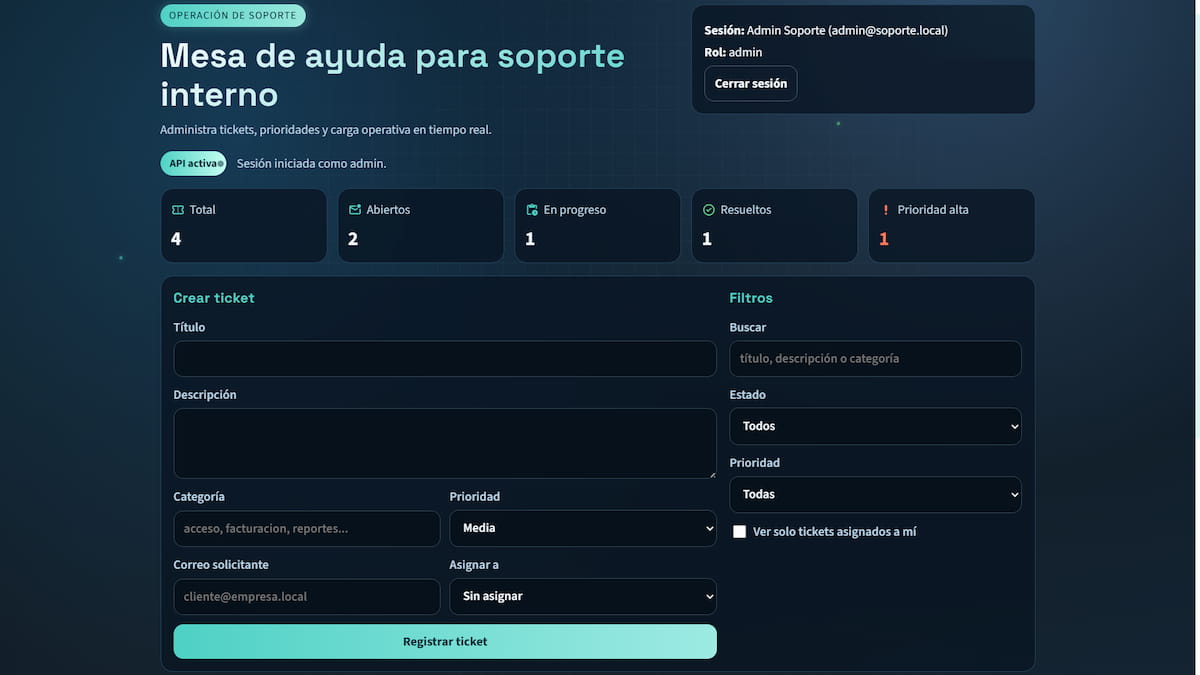 OPERACIÓN DE SOPORTE
Mesa de ayuda para soporte
interno
Administra tickets, prioridades y carga operativa en tiempo real.
API activa
Sesión iniciada como admin.
Sesión: Admin Soporte (admin@soporte.local)
Rol: admin
Cerrar sesión
Total
4
Abiertos
2
En progreso
1
Resueltos
1
Prioridad alta
1
Crear ticket
Título
Descripción
Categoría
acceso, facturacion, reportes...
Prioridad
Media
Correo solicitante
cliente@empresa.local
Asignar a
Sin asignar
Registrar ticket
Filtros
Buscar
título, descripción o categoría
Estado
Todos
Prioridad
Todas
Ver solo tickets asignados a mí